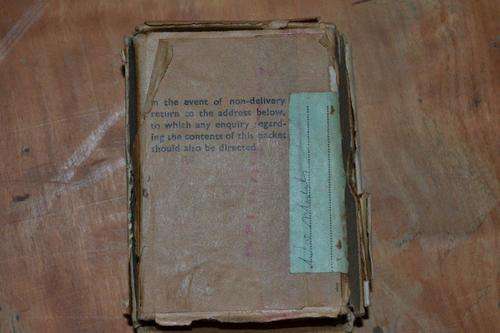 n the event of non-delivery
return to the address below,
to which any enquiry regard-
ing the contents of this packet
should also be directed.